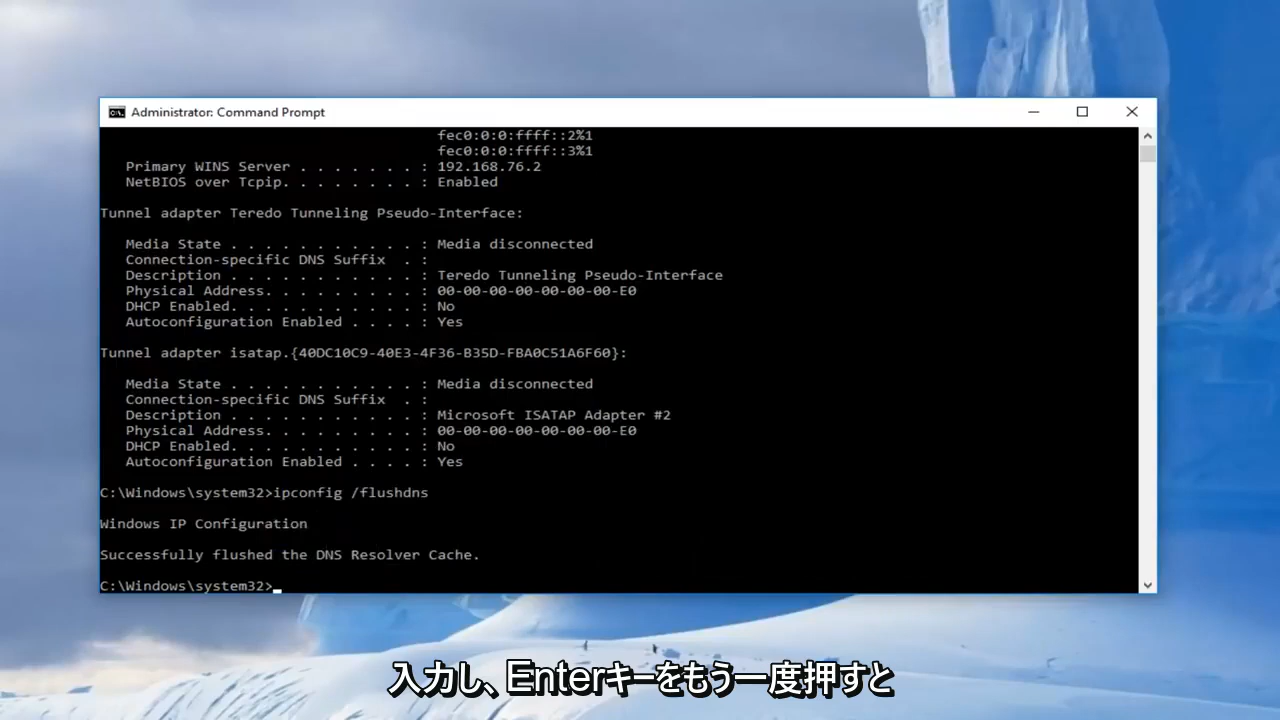 Administrator: Command Prompt
fec0:0:0:ffff::2%1
fec0:0:0:ffff::3%1
Primary WINS Server . . . . . . . : 192.168.76.2
NetBIOS over Tcpip. . . . . . . . : Enabled
Tunnel adapter Teredo Tunneling Pseudo-Interface:
Media State . . . . . . . . . . . : Media disconnected
Connection-specific DNS Suffix . :
Description . . . . . . . . . . . : Teredo Tunneling Pseudo-Interface
Physical Address. . . . . . . . . : 00-00-00-00-00-00-00-E0
DHCP Enabled. . . . . . . . . . . : No
Autoconfiguration Enabled . . . . : Yes
Tunnel adapter isatap.{40DC10C9-40E3-4F36-B35D-FBA0C51A6F60}:
Media State . . . . . . . . . . . : Media disconnected
Connection-specific DNS Suffix . :
Description . . . . . . . . . . . : Microsoft ISATAP Adapter #2
Physical Address. . . . . . . . . : 00-00-00-00-00-00-00-E0
DHCP Enabled. . . . . . . . . . . : No
Autoconfiguration Enabled . . . . : Yes
C:\Windows\system32>ipconfig /flushdns
Windows IP Configuration
Successfully flushed the DNS Resolver Cache.
C:\Windows\system32>
入力し、Enterキーをもう一度押すと